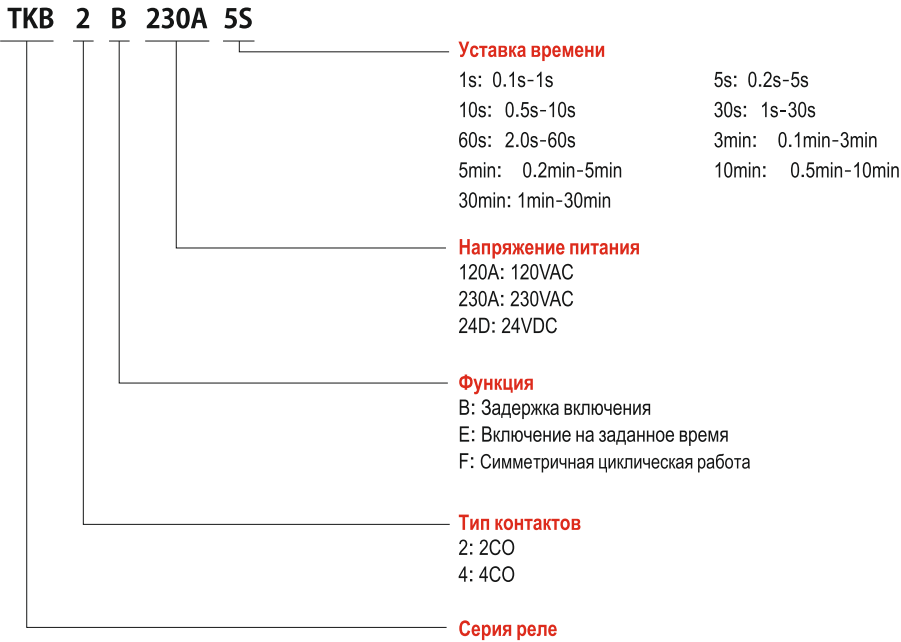 TKB 2 B 230A 5S
Уставка времени
1s: 0.1s-1s 5s: 0.2s-5s
10s: 0.5s-10s 30s: 1s-30s
60s: 2.0s-60s 3min: 0.1min-3min
5min: 0.2min-5min 10min: 0.5min-10min
30min: 1min-30min
Напряжение питания
120A: 120VAC
230A: 230VAC
24D: 24VDC
Функция
B: Задержка включения
E: Включение на заданное время
F: Симметричная циклическая работа
Тип контактов
2: 2CO
4: 4CO
Серия реле